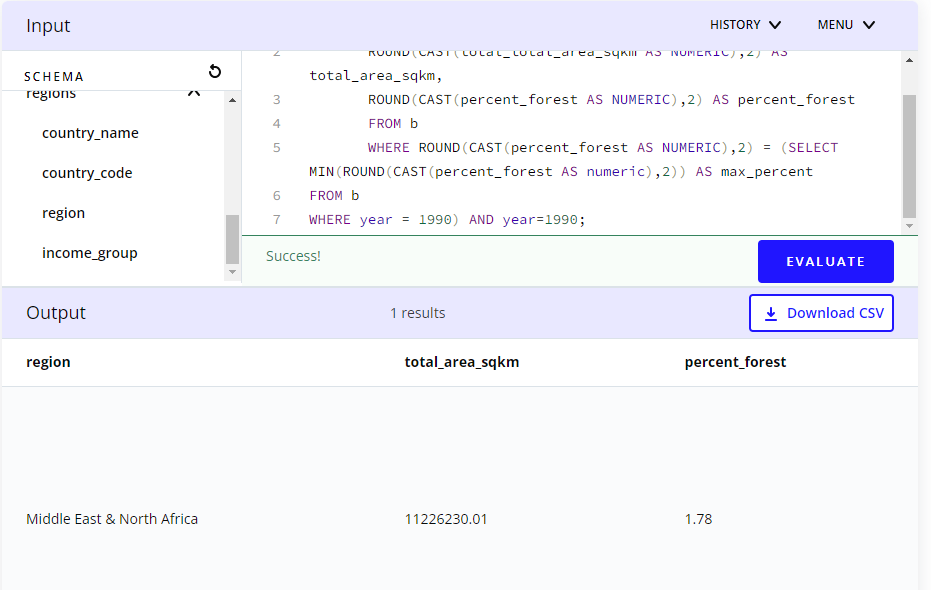 Input
HISTORY
MENU
SCHEMA
regions
country_name
country_code
region
income_group
2 ROUND(CAST(total_total_area_sqkm AS NUMERIC),2) AS
total_area_sqkm,
3 ROUND(CAST(percent_forest AS NUMERIC),2) AS percent_forest
4 FROM b
5 WHERE ROUND(CAST(percent_forest AS NUMERIC),2) = (SELECT
MIN(ROUND(CAST(percent_forest AS numeric),2)) AS max_percent
6 FROM b
7 WHERE year = 1990) AND year=1990;
Success!
EVALUATE
Output
1 results
Download CSV
region total_area_sqkm percent_forest
Middle East & North Africa 11226230.01 1.78